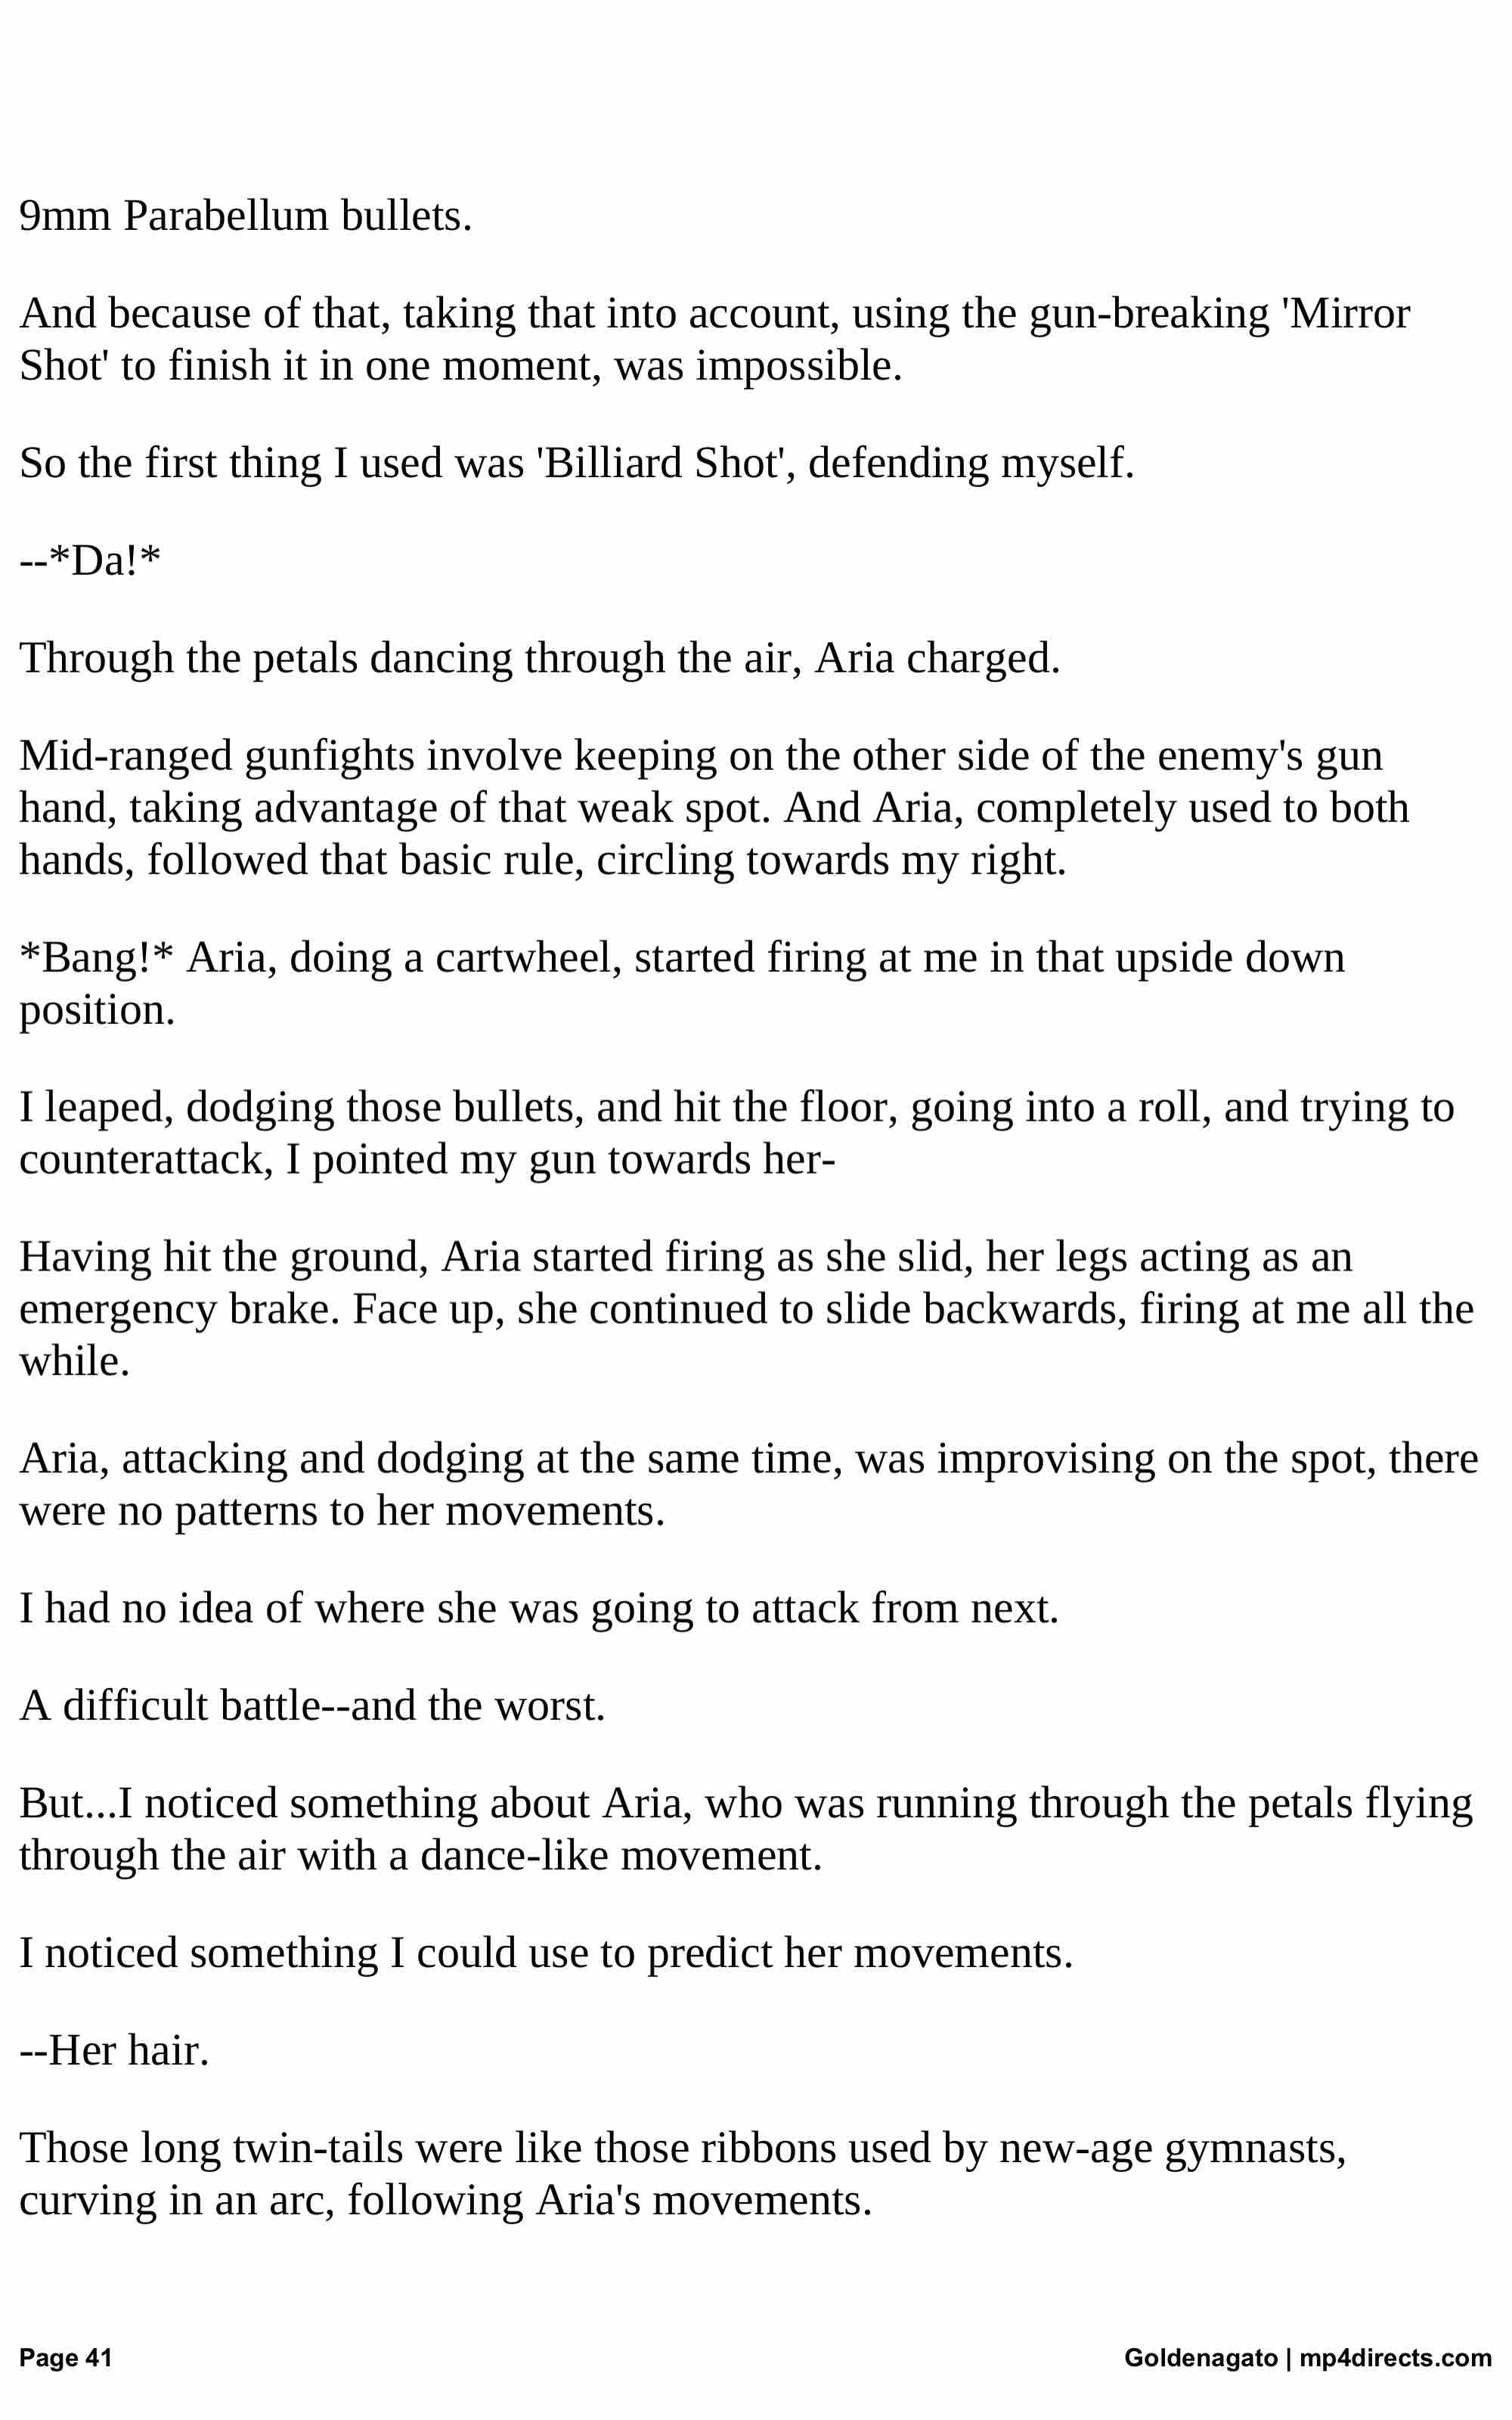 9mm Parabellum bullets.
And because of that, taking that into account, using the gun-breaking 'Mirror
Shot' to finish it in one moment, was impossible.
So the first thing I used was 'Billiard Shot', defending myself.
--*Da!*
Through the petals dancing through the air, Aria charged.
Mid-ranged gunfights involve keeping on the other side of the enemy's gun
hand, taking advantage of that weak spot. And Aria, completely used to both
hands, followed that basic rule, circling towards my right.
*Bang!* Aria, doing a cartwheel, started firing at me in that upside down
position.
I leaped, dodging those bullets, and hit the floor, going into a roll, and trying to
counterattack, I pointed my gun towards her-
Having hit the ground, Aria started firing as she slid, her legs acting as an
emergency brake. Face up, she continued to slide backwards, firing at me all the
while.
Aria, attacking and dodging at the same time, was improvising on the spot, there
were no patterns to her movements.
I had no idea of where she was going to attack from next.
A difficult battle--and the worst.
But...I noticed something about Aria, who was running through the petals flying
through the air with a dance-like movement.
I noticed something I could use to predict her movements.
--Her hair.
Those long twin-tails were like those ribbons used by new-age gymnasts,
curving in an arc, following Aria's movements.
Page 41
Goldenagato | mp4directs.com